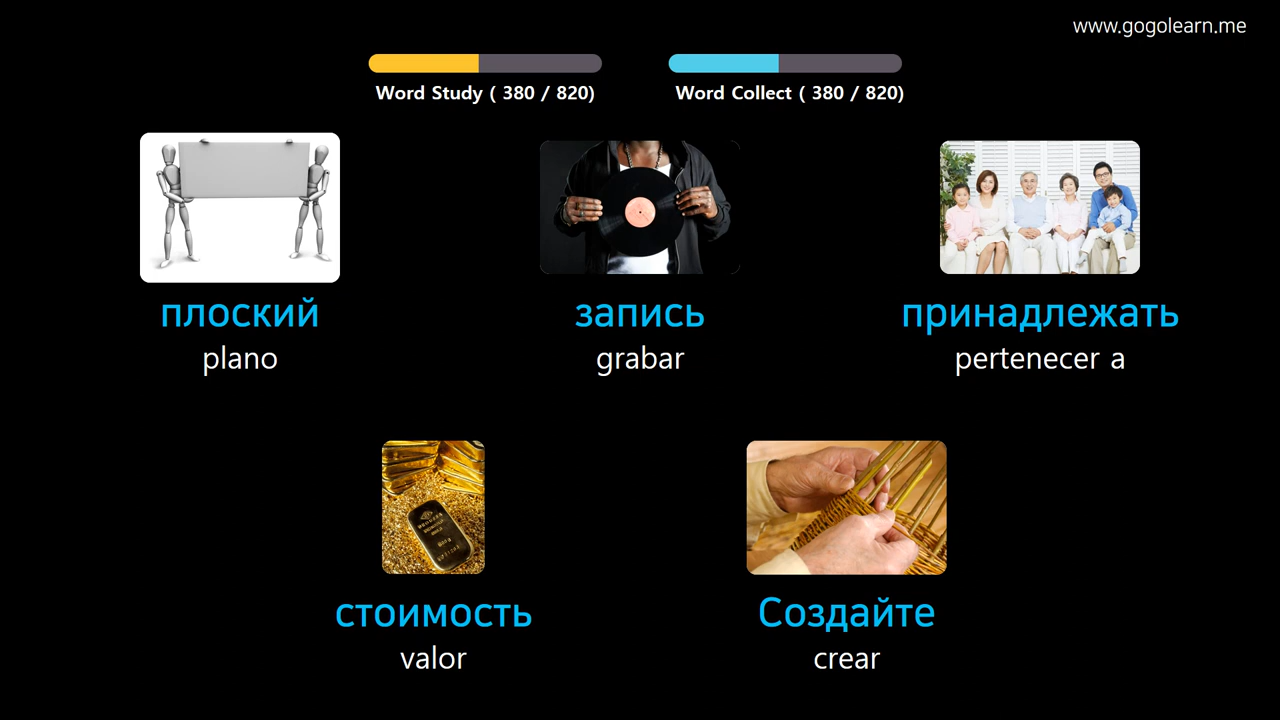 www.gogolearn.me
Word Study ( 380 / 820)
Word Collect ( 380 / 820)
плоский
plano
запись
grabar
принадлежать
pertenecer a
стоимость
valor
Создайте
crear